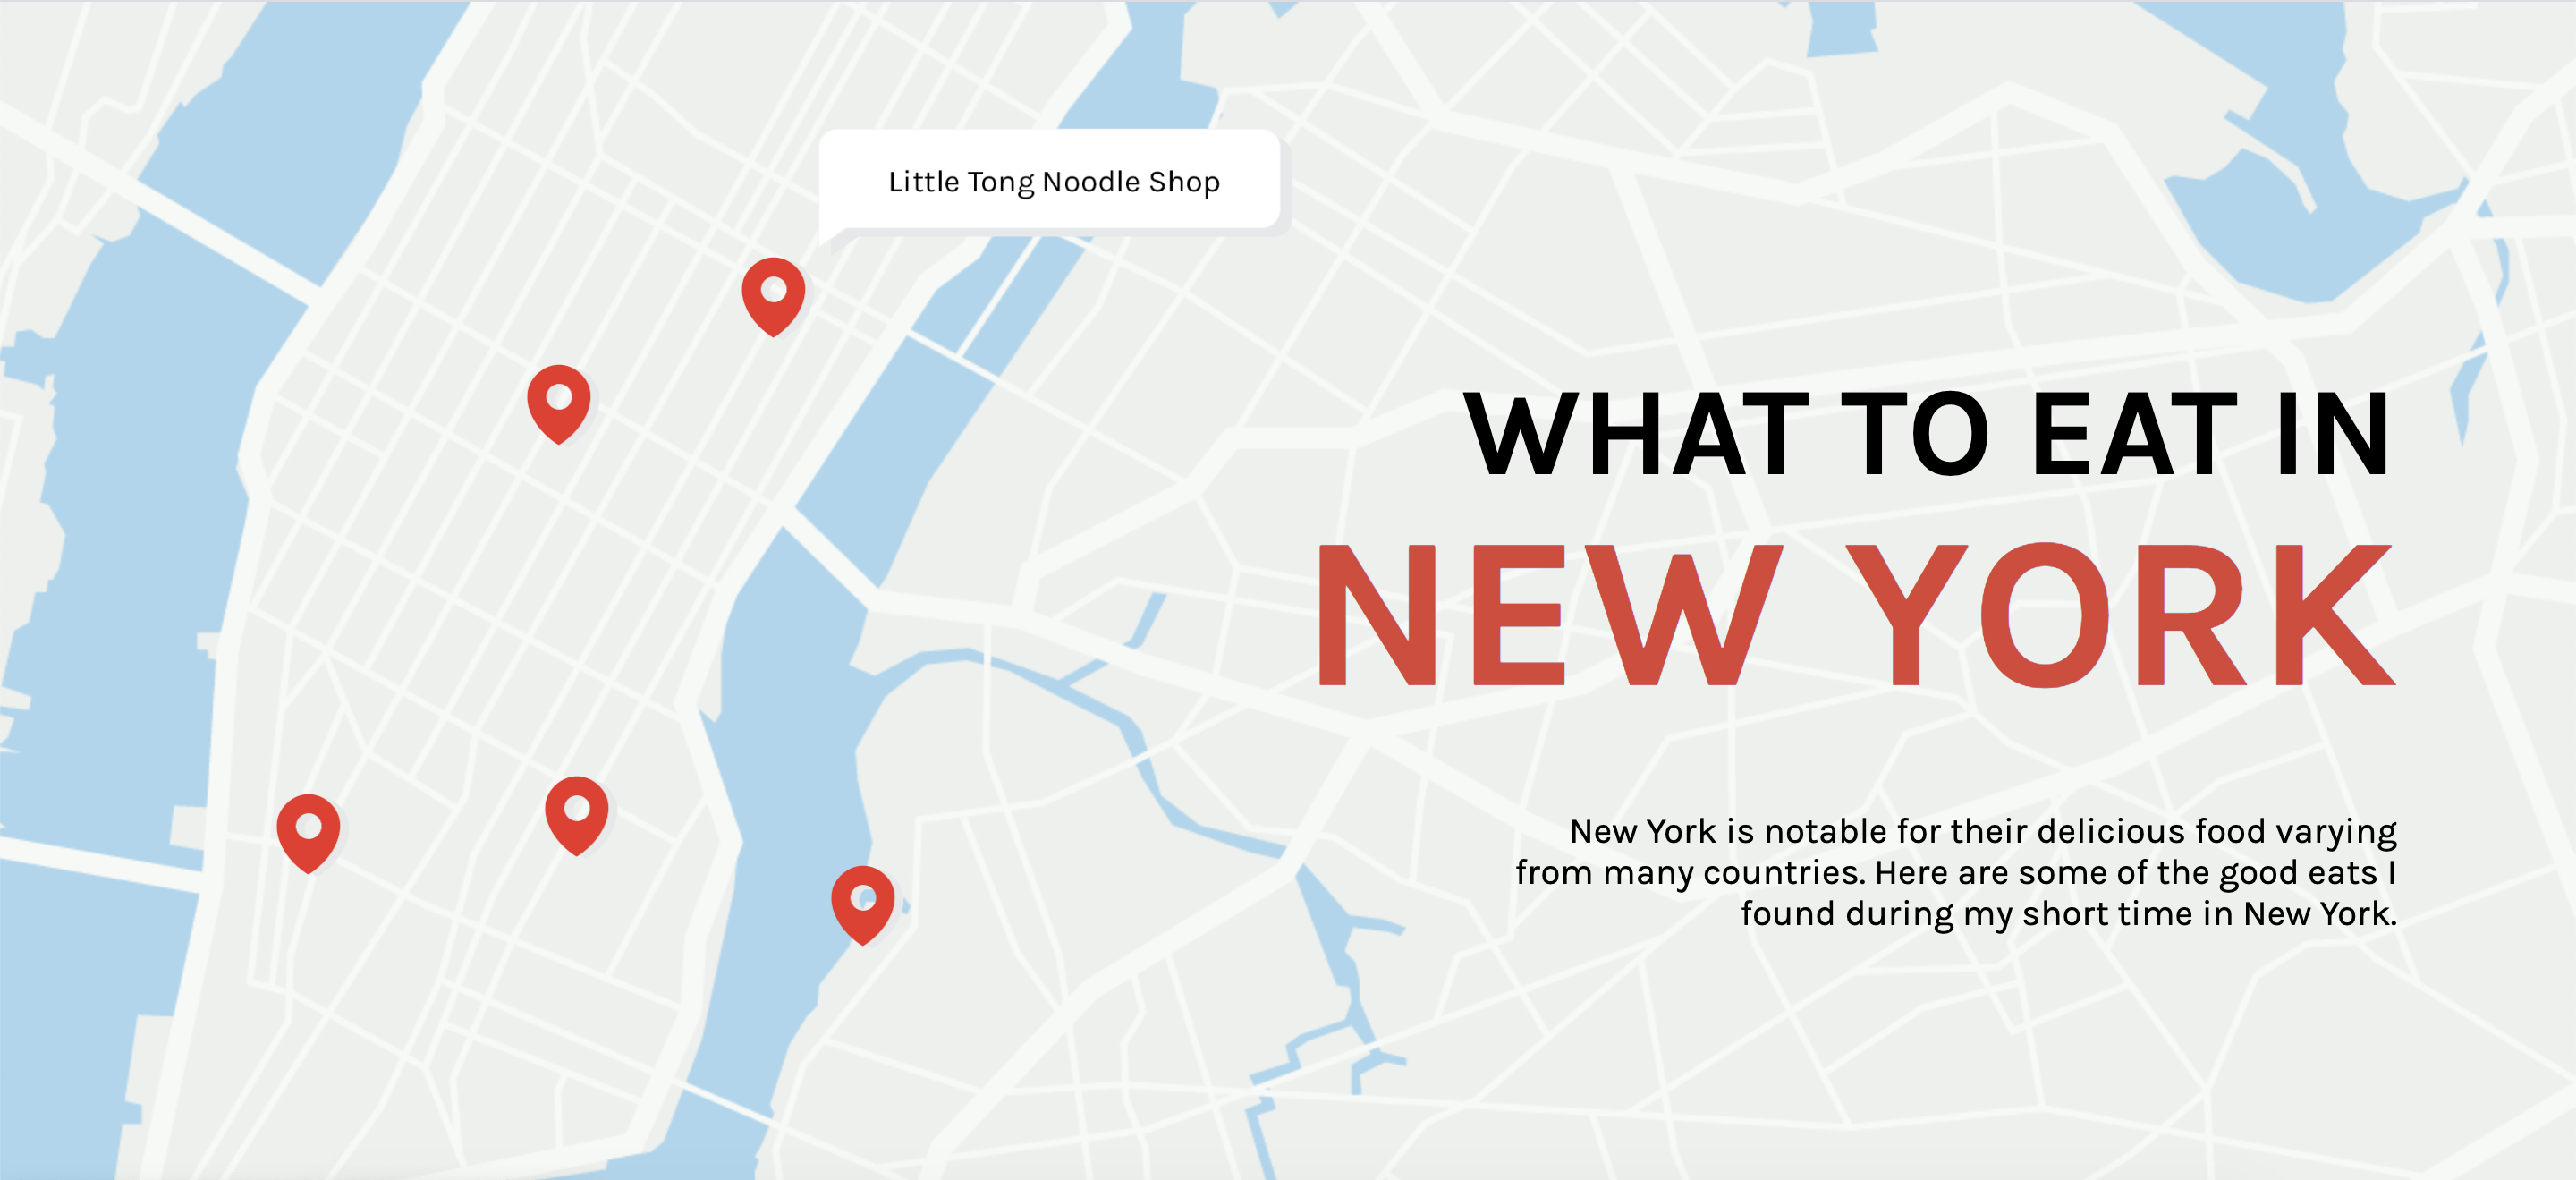 Little Tong Noodle Shop
WHAT TO EAT IN
NEW YORK
New York is notable for their delicious food varying
from many countries. Here are some of the good eats I
found during my short time in New York.